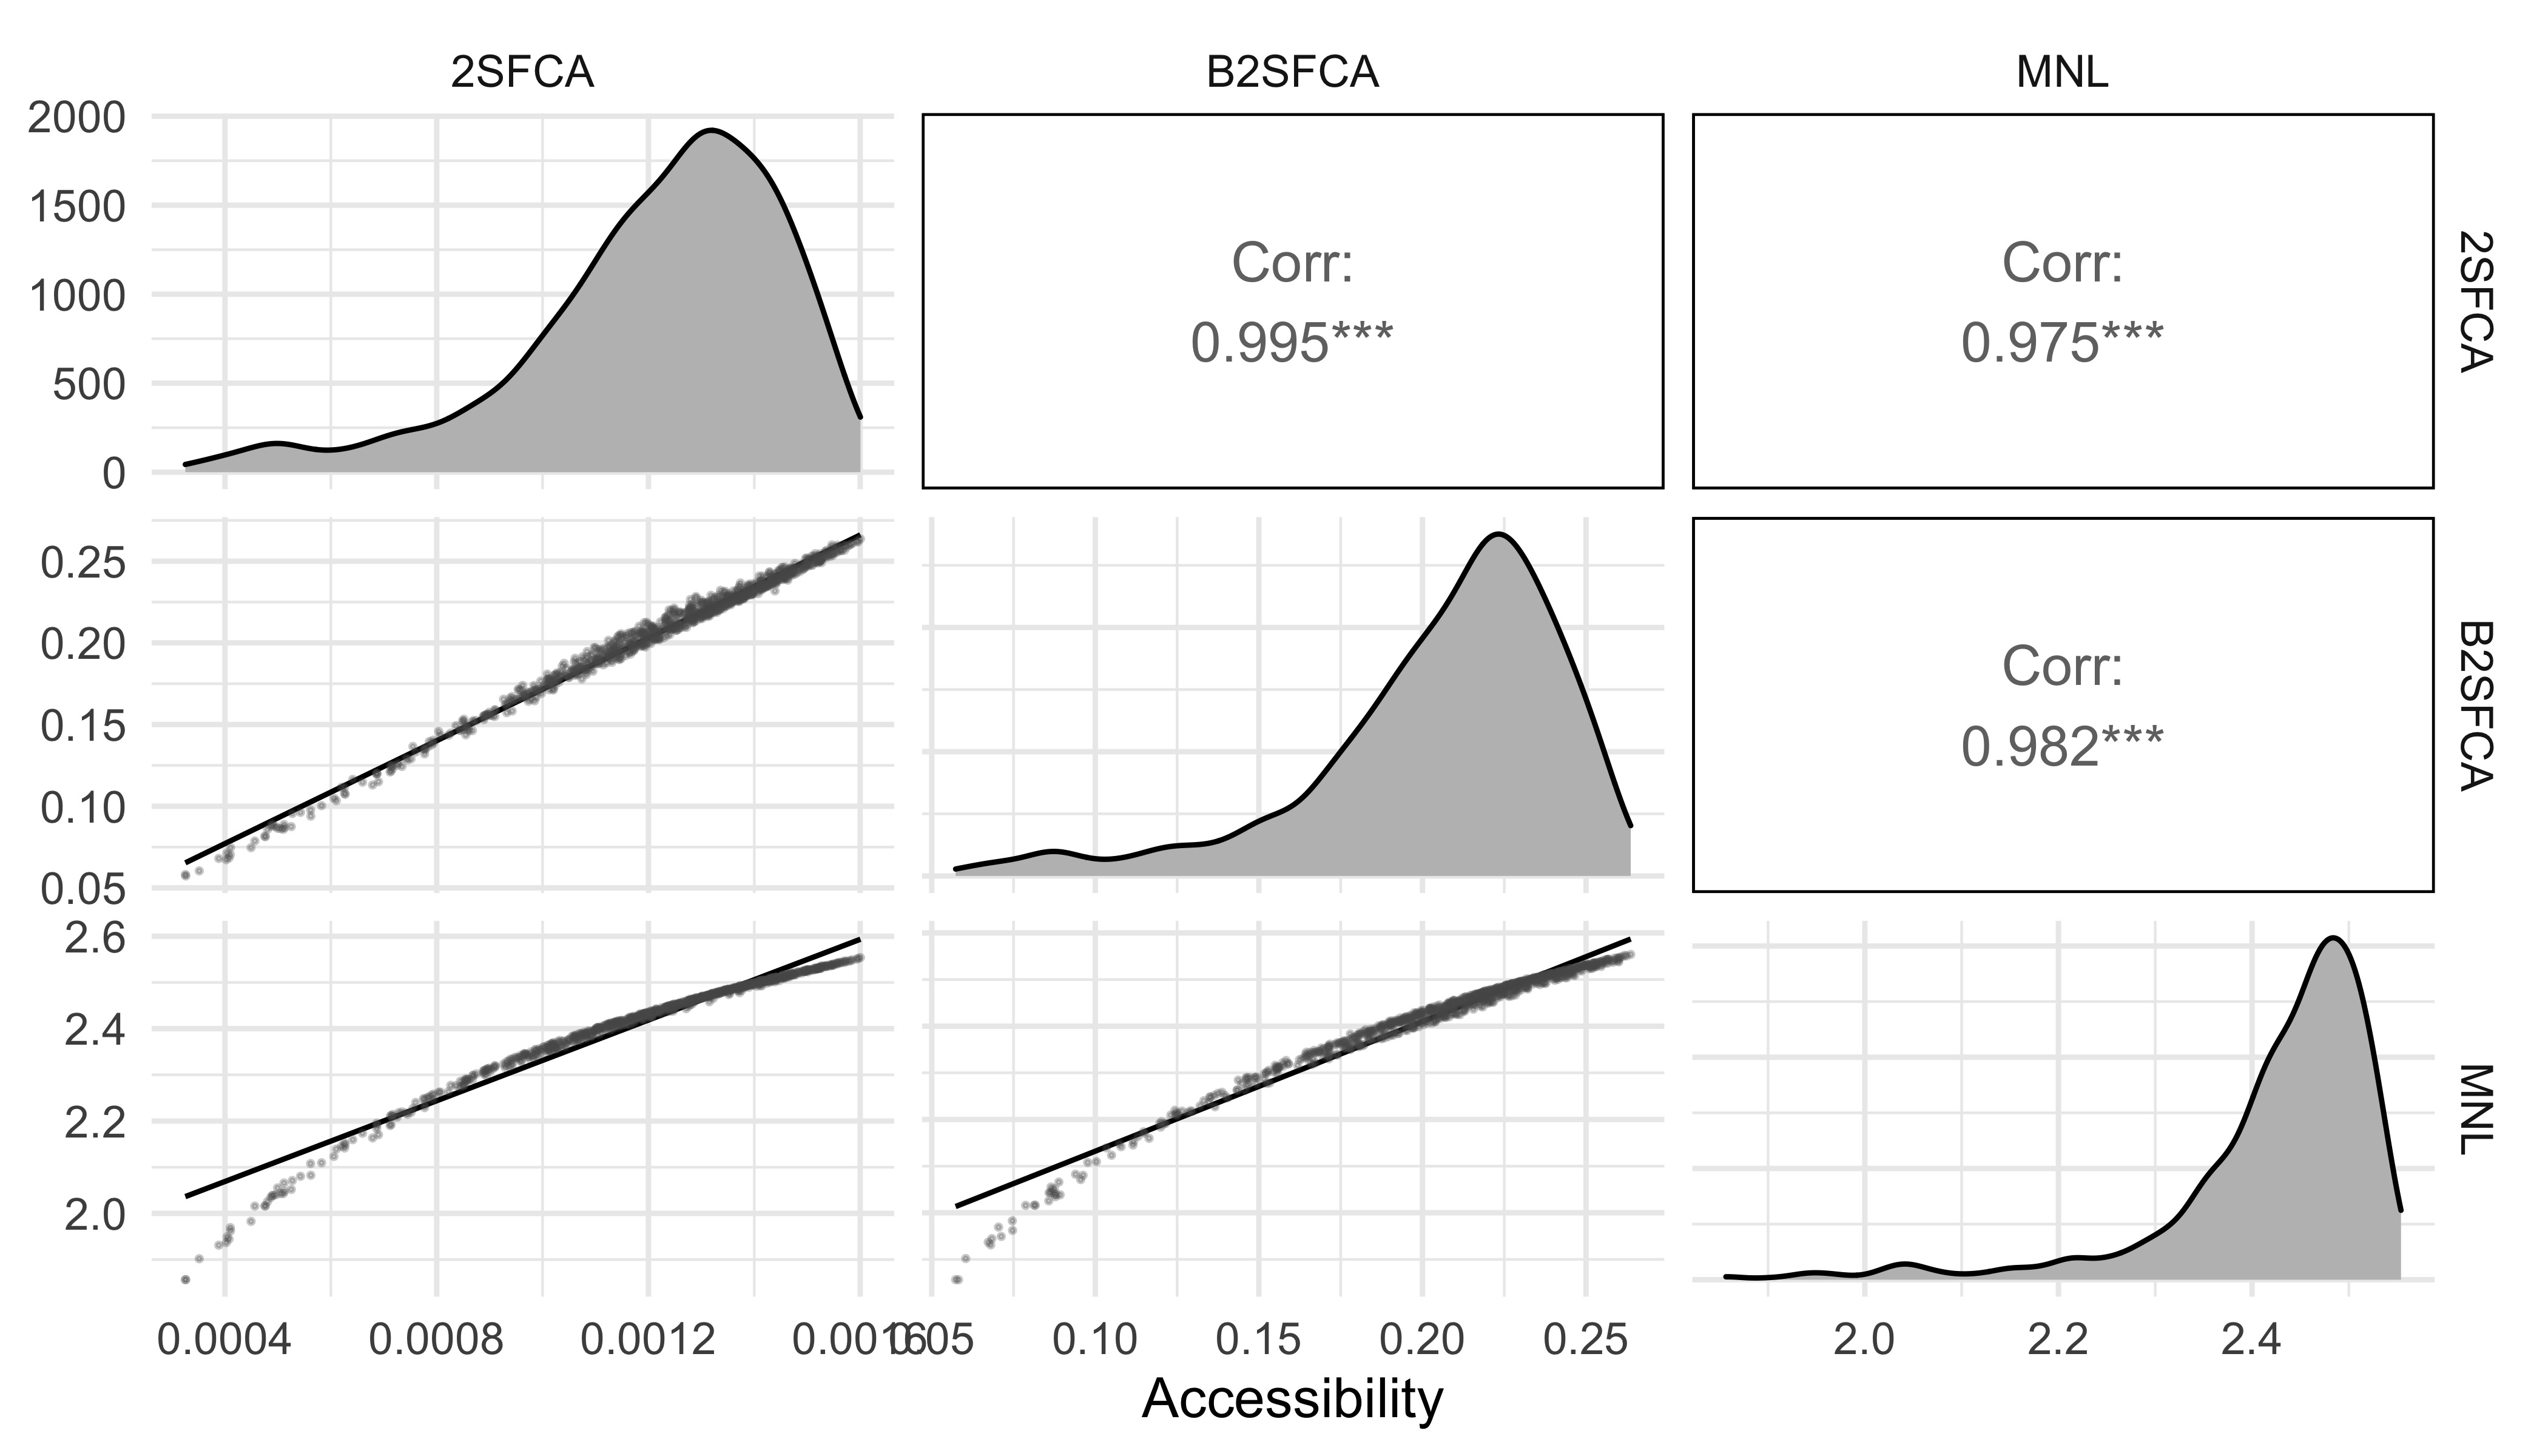 2SFCA B2SFCA MNL
2000
1500
1000
500
0
Corr:
0.995***
Corr:
0.975***
2SFCA
0.25
0.20
0.15
0.10
0.05
Corr:
0.982***
B2SFCA
2.6
2.4
2.2
2.0
MNL
0.0004 0.0008 0.0012 0.0016
0.05 0.10 0.15 0.20 0.25
2.0 2.2 2.4
Accessibility